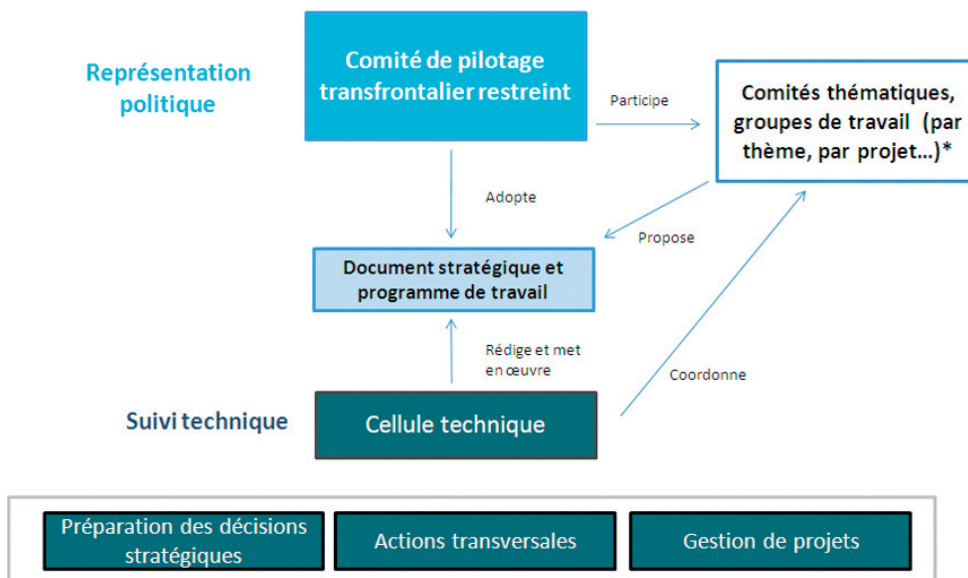 Représentation
politique
Comité de pilotage
transfrontalier restreint
Participe
Comités thématiques,
groupes de travail (par
thème, par projet…)*
Adopte
Propose
Document stratégique et
programme de travail
Rédige et met
en œuvre
Coordonne
Suivi technique
Cellule technique
Préparation des décisions
stratégiques
Actions transversales
Gestion de projets